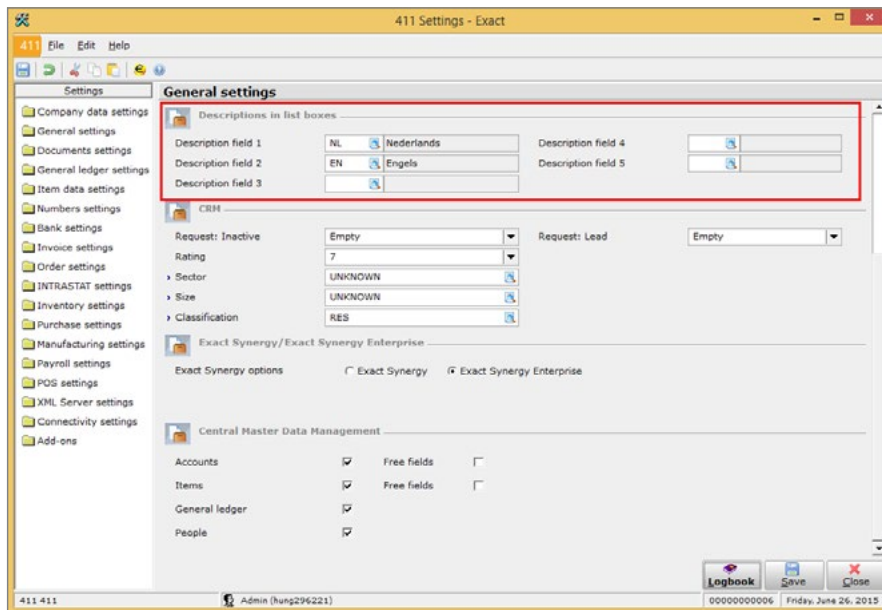 411 Settings - Exact
411 File Edit Help
Settings
Company data settings
General settings
Documents settings
General ledger settings
Item data settings
Numbers settings
Bank settings
Invoice settings
Order settings
INTRASTAT settings
Inventory settings
Purchase settings
Manufacturing settings
Payroll settings
POS settings
XML Server settings
Connectivity settings
Add-ons
General settings
Descriptions in list boxes
Description field 1 NL Nederlands Description field 4
Description field 2 EN Engels Description field 5
Description field 3
CRM
Request: Inactive Empty Request: Lead Empty
Rating 7
Sector UNKNOWN
Size UNKNOWN
Classification RES
Exact Synergy/Exact Synergy Enterprise
Exact Synergy options Exact Synergy Exact Synergy Enterprise
Central Master Data Management
Accounts Free fields
Items Free fields
General ledger
People
Logbook Save Close
411 411 Admin (hung296221) 00000000006 Friday, June 26, 2015